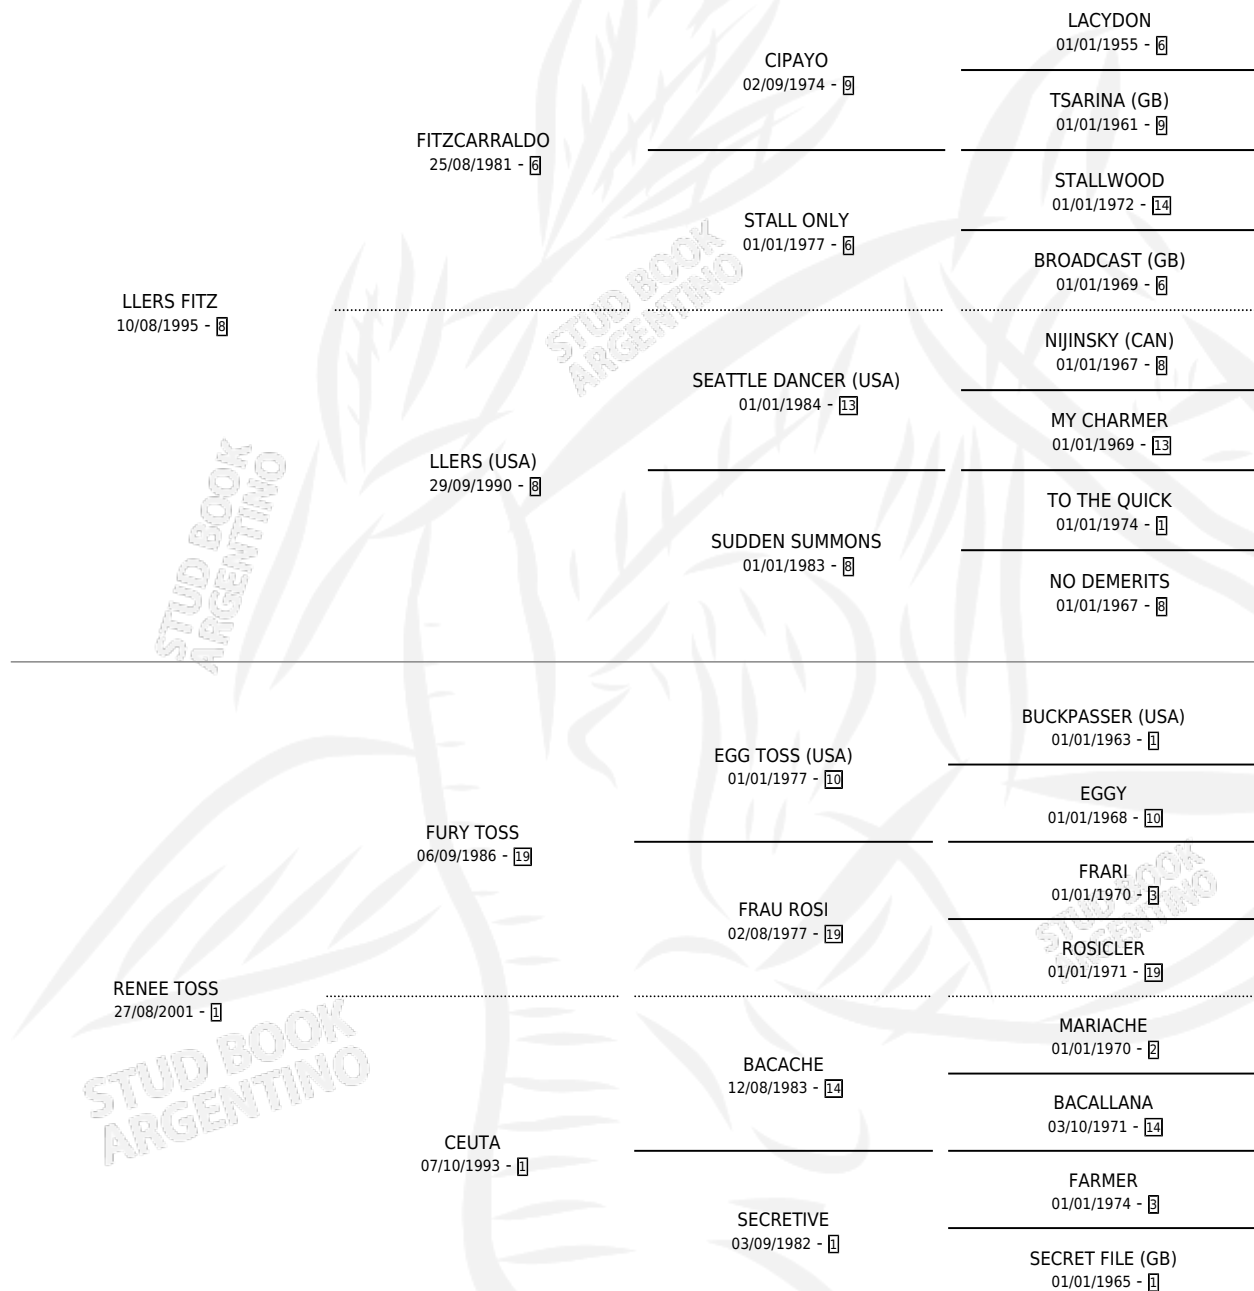 LACYDON
01/01/1955 - 6
CIPAYO
02/09/1974 - 9
TSARINA (GB)
01/01/1961 - 9
FITZCARRALDO
25/08/1981 - 6
STALLWOOD
01/01/1972 - 14
STALL ONLY
01/01/1977 - 6
BROADCAST (GB)
01/01/1969 - 6
LLERS FITZ
10/08/1995 - 8
NIJINSKY (CAN)
01/01/1967 - 8
SEATTLE DANCER (USA)
01/01/1984 - 13
MY CHARMER
01/01/1969 - 13
LLERS (USA)
29/09/1990 - 8
TO THE QUICK
01/01/1974 - 1
SUDDEN SUMMONS
01/01/1983 - 8
NO DEMERITS
01/01/1967 - 8
BUCKPASSER (USA)
01/01/1963 - 1
EGG TOSS (USA)
01/01/1977 - 10
EGGY
01/01/1968 - 10
FURY TOSS
06/09/1986 - 19
FRARI
01/01/1970 - 3
FRAU ROSI
02/08/1977 - 19
ROSICLER
01/01/1971 - 19
RENEE TOSS
27/08/2001 - 1
MARIACHE
01/01/1970 - 2
BACACHE
12/08/1983 - 14
BACALLANA
03/10/1971 - 14
CEUTA
07/10/1993 - 1
FARMER
01/01/1974 - 3
SECRETIVE
03/09/1982 - 1
SECRET FILE (GB)
01/01/1965 - 1
STUD BOOK
ARGENTINO
STUD BOOK
ARGENTINO
STUD BOOK
ARGENTINO
STUD BOOK
ARGENTINO